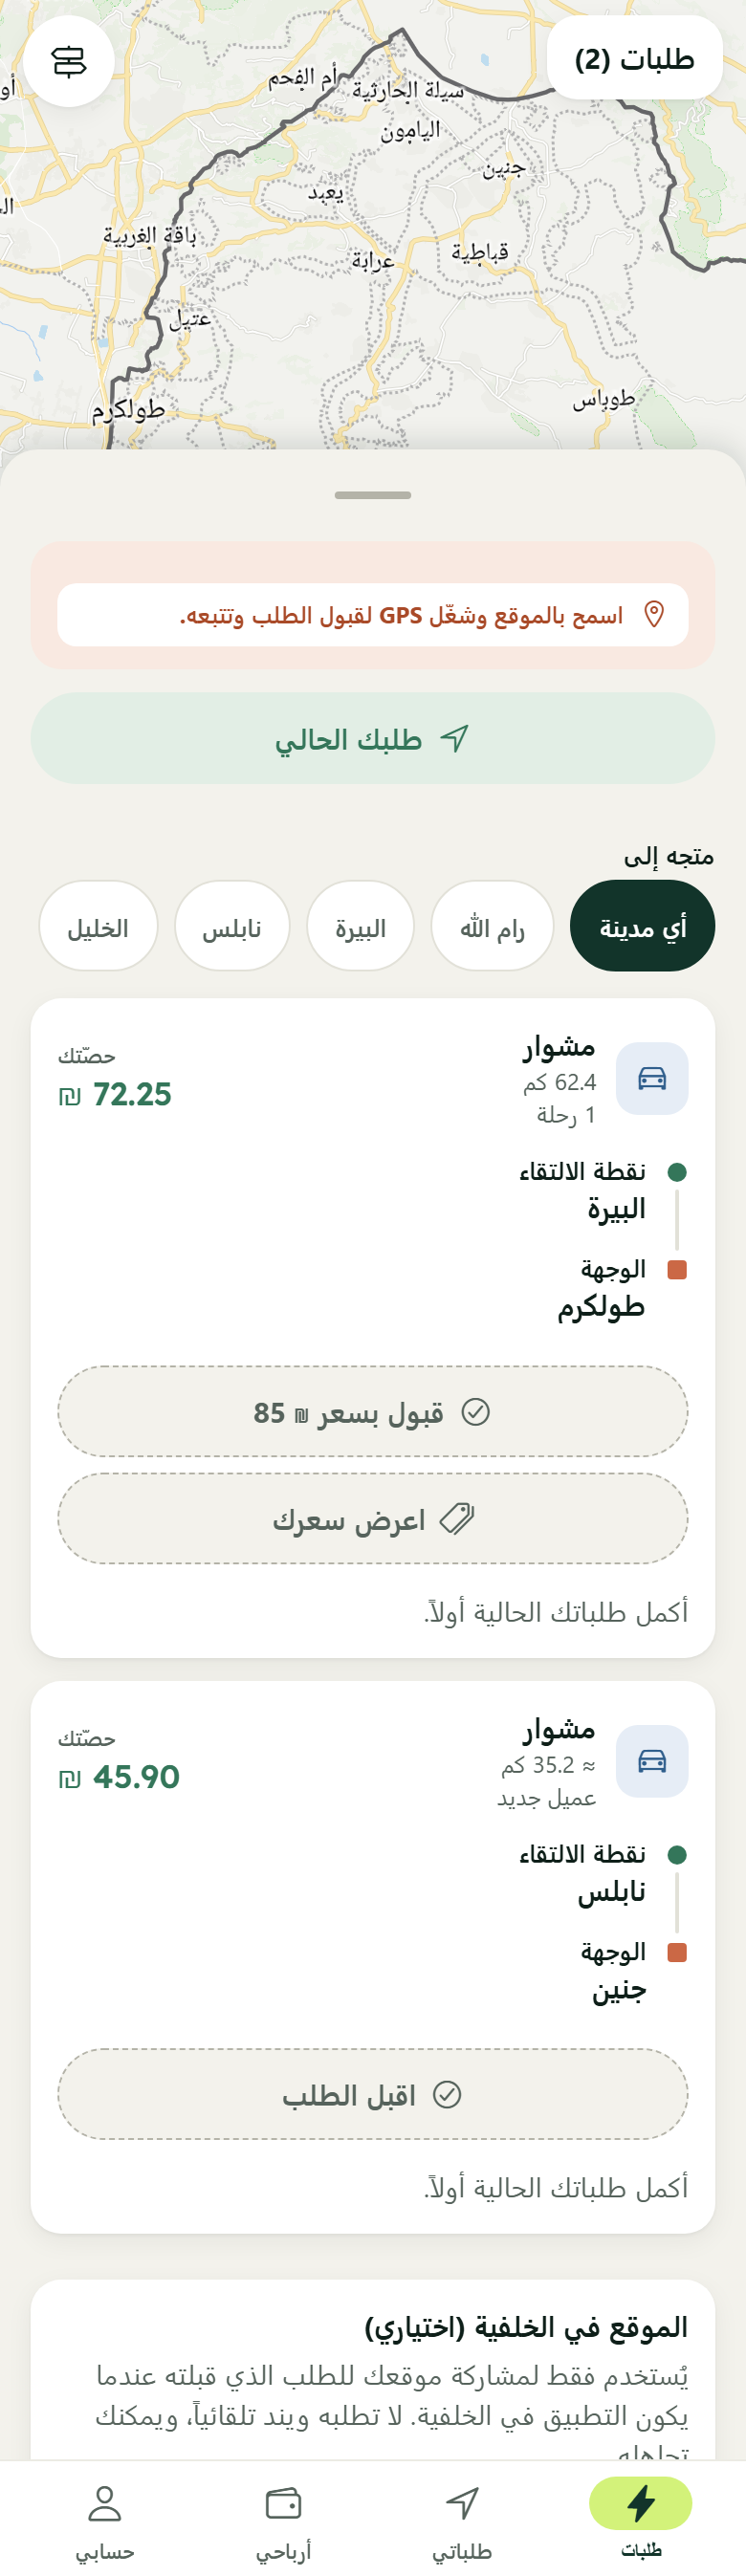 طلبات (2)
أم الفحم
سيلة الحارثية
اليامون
جنين
يعبد
باقة الغربية
عرابة
قباطية
عتيل
طولكرم
طوباس
اسمح بالموقع وشغّل GPS لقبول الطلب وتتبعه.
طلبك الحالي
متجه إلى
أي مدينة
رام الله
البيرة
نابلس
الخليل
مشوار
62.4 كم
1 رحلة
حصّتك
72.25 ₪
نقطة الالتقاء
البيرة
الوجهة
طولكرم
قبول بسعر ₪ 85
اعرض سعرك
أكمل طلباتك الحالية أولاً.
مشوار
≈ 35.2 كم
عميل جديد
حصّتك
45.90 ₪
نقطة الالتقاء
نابلس
الوجهة
جنين
اقبل الطلب
أكمل طلباتك الحالية أولاً.
الموقع في الخلفية (اختياري)
يُستخدم فقط لمشاركة موقعك للطلب الذي قبلته عندما
يكون التطبيق في الخلفية. لا تطلبه ويند تلقائياً، ويمكنك
طلبات
طلباتي
أرباحي
حسابي